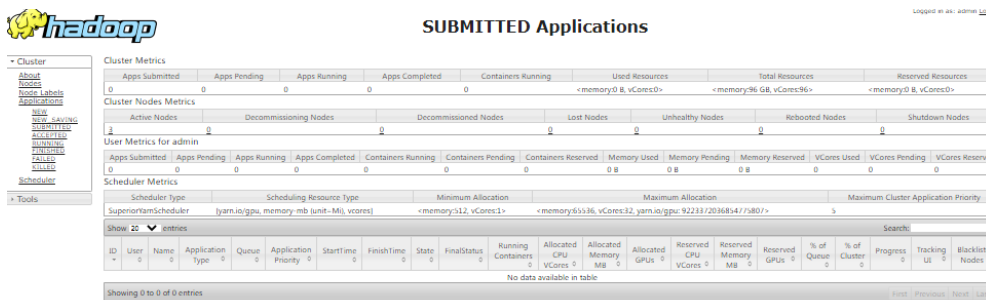 Logged in as: admin
hadoop
SUBMITTED Applications
Cluster
About
Nodes
Node Labels
Applications
NEW
NEW_SAVING
SUBMITTED
ACCEPTED
RUNNING
FINISHED
FAILED
KILLED
Scheduler
Tools
Cluster Metrics
Apps Submitted Apps Pending Apps Running Apps Completed Containers Running Used Resources Total Resources Reserved Resources
0 0 0 0 0 <memory:0 B, vCores:0> <memory:96 GB, vCores:96> <memory:0 B, vCores:0>
Cluster Nodes Metrics
Active Nodes Decommissioning Nodes Decommissioned Nodes Lost Nodes Unhealthy Nodes Rebooted Nodes Shutdown Nodes
3 0 0 0 0 0 0
User Metrics for admin
Apps Submitted Apps Pending Apps Running Apps Completed Containers Running Containers Pending Containers Reserved Memory Used Memory Pending Memory Reserved VCores Used VCores Pending VCores Reserv
0 0 0 0 0 0 0 0 B 0 B 0 B 0 0 0
Scheduler Metrics
Scheduler Type Scheduling Resource Type Minimum Allocation Maximum Allocation Maximum Cluster Application Priority
SuperiorYarnScheduler [yarn.io/gpu, memory-mb (unit=Mi), vcores] <memory:512, vCores:1> <memory:65536, vCores:32, yarn.io/gpu: 9223372036854775807> 5
Show 20 entries Search:
ID User Name Application Type Queue Application Priority StartTime FinishTime State FinalStatus Running Containers Allocated CPU VCores Allocated Memory MB Allocated GPUs Reserved CPU VCores Reserved Memory MB Reserved GPUs % of Queue % of Cluster Progress Tracking UI Blacklist Nodes
No data available in table
Showing 0 to 0 of 0 entries First Previous Next La